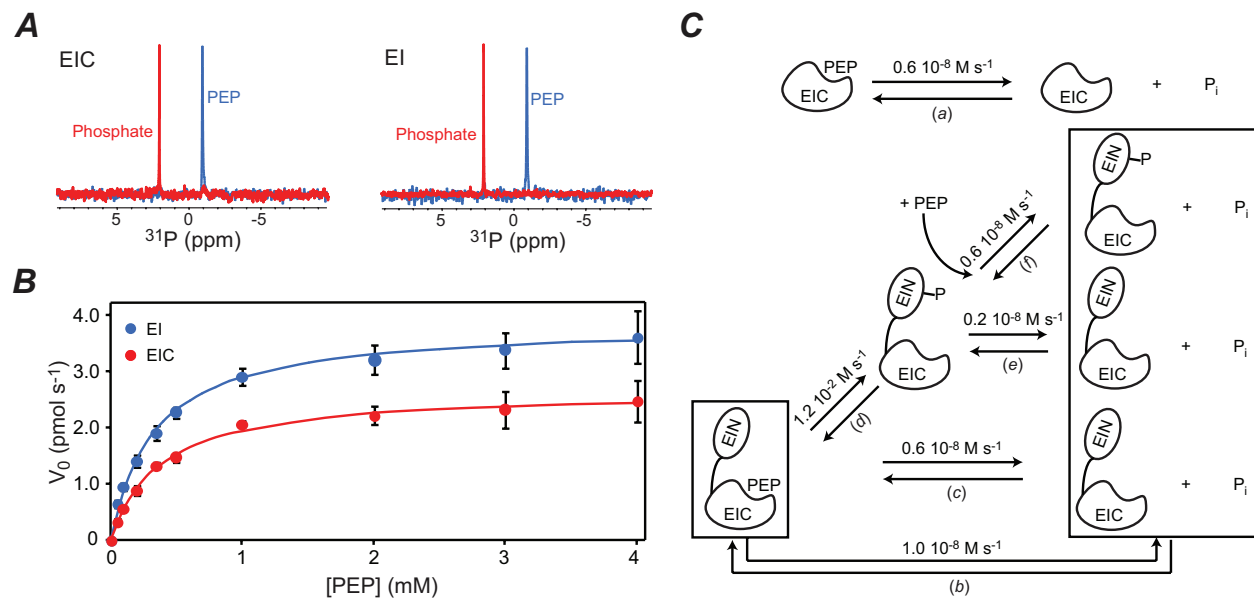 A
EIC
PEP
Phosphate
5
0
-5
31P (ppm)
EI
PEP
Phosphate
5
0
-5
31P (ppm)
B
V0 (pmol s-1)
4.0
3.0
2.0
1.0
0
EI
EIC
0
1
2
3
4
[PEP] (mM)
C
PEP
EIC
0.6 10-8 M s-1
(a)
EIC
+
Pi
+ PEP
0.6 10-8 M s-1
(f)
EIN
P
EIC
+
Pi
EIN
P
EIC
0.2 10-8 M s-1
(e)
EIN
EIC
+
Pi
1.2 10-2 M s-1
(d)
EIN
PEP
EIC
0.6 10-8 M s-1
(c)
EIN
EIC
+
Pi
1.0 10-8 M s-1
(b)